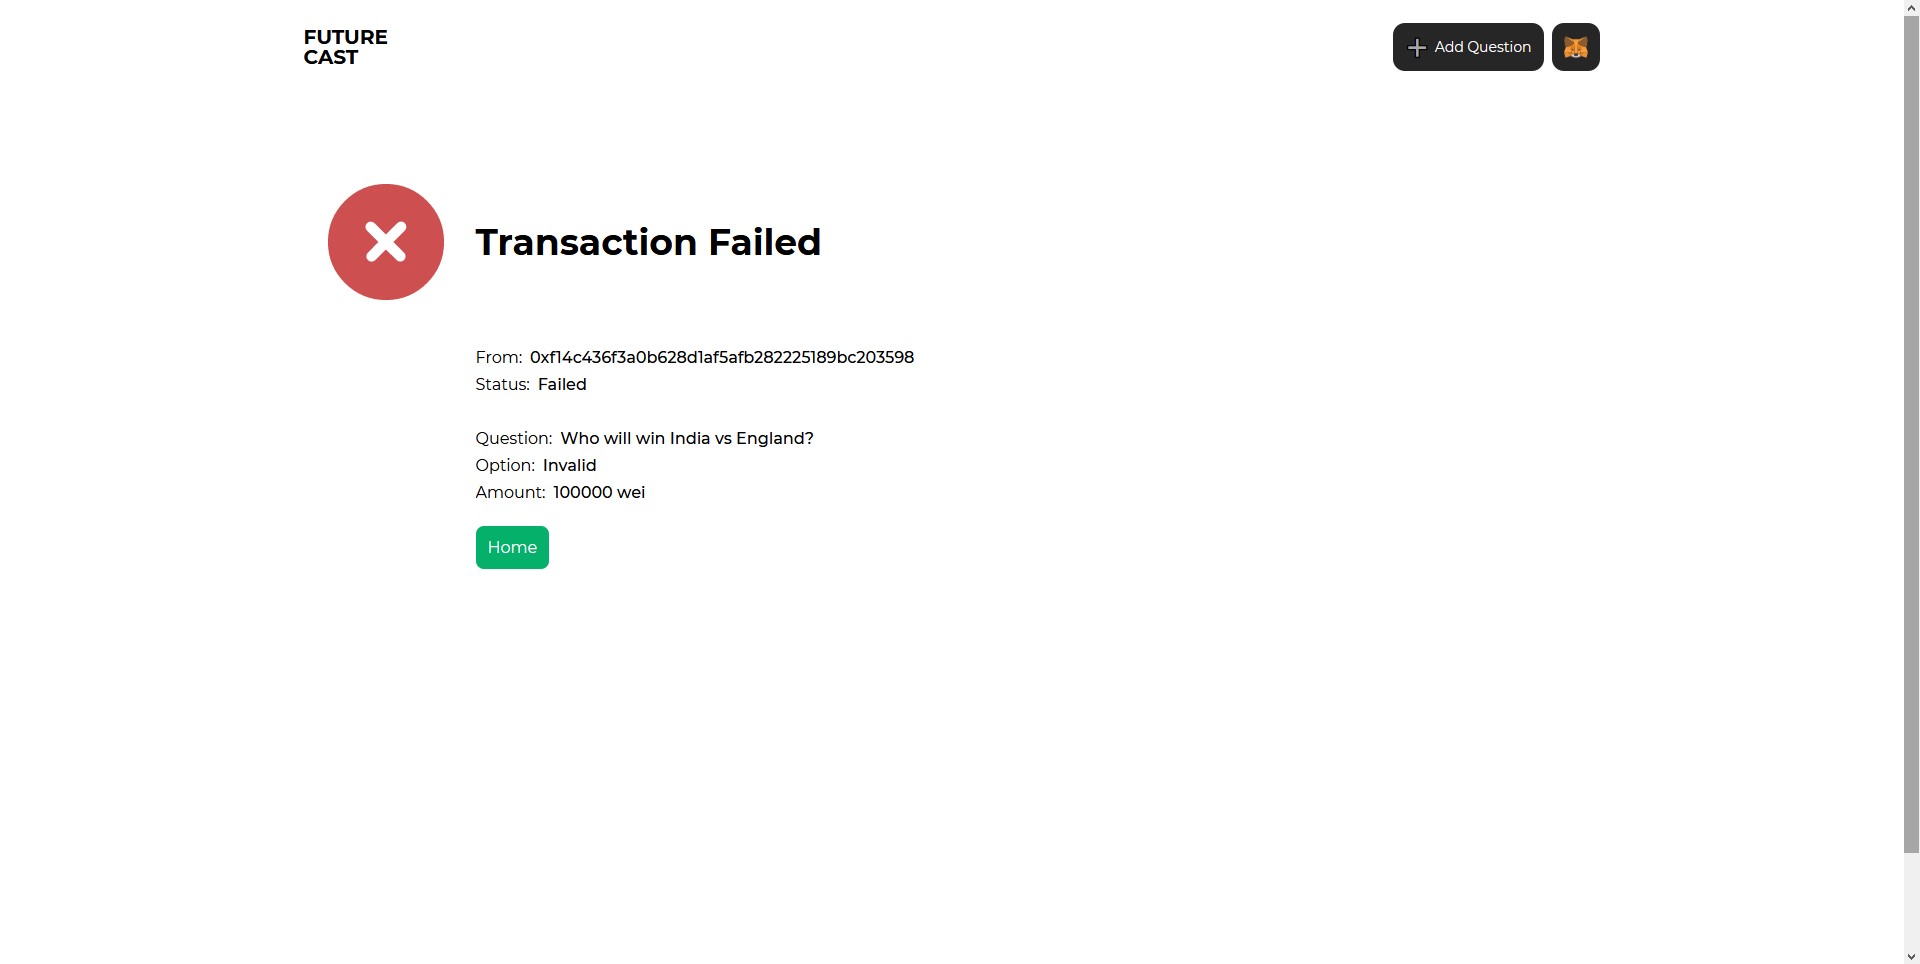 FUTURE
CAST
Add Question
Transaction Failed
From: 0xf14c436f3a0b628d1af5afb282225189bc203598
Status: Failed
Question: Who will win India vs England?
Option: Invalid
Amount: 100000 wei
Home